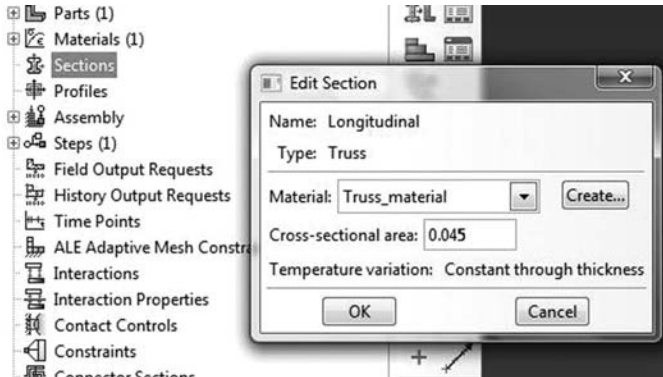 Parts (1)
Materials (1)
Sections
Profiles
Assembly
Steps (1)
Field Output Requests
History Output Requests
Time Points
ALE Adaptive Mesh Constra
Interactions
Interaction Properties
Contact Controls
Constraints
Connector Sections
Edit Section
Name: Longitudinal
Type: Truss
Material: Truss_material Create...
Cross-sectional area: 0.045
Temperature variation: Constant through thickness
OK Cancel